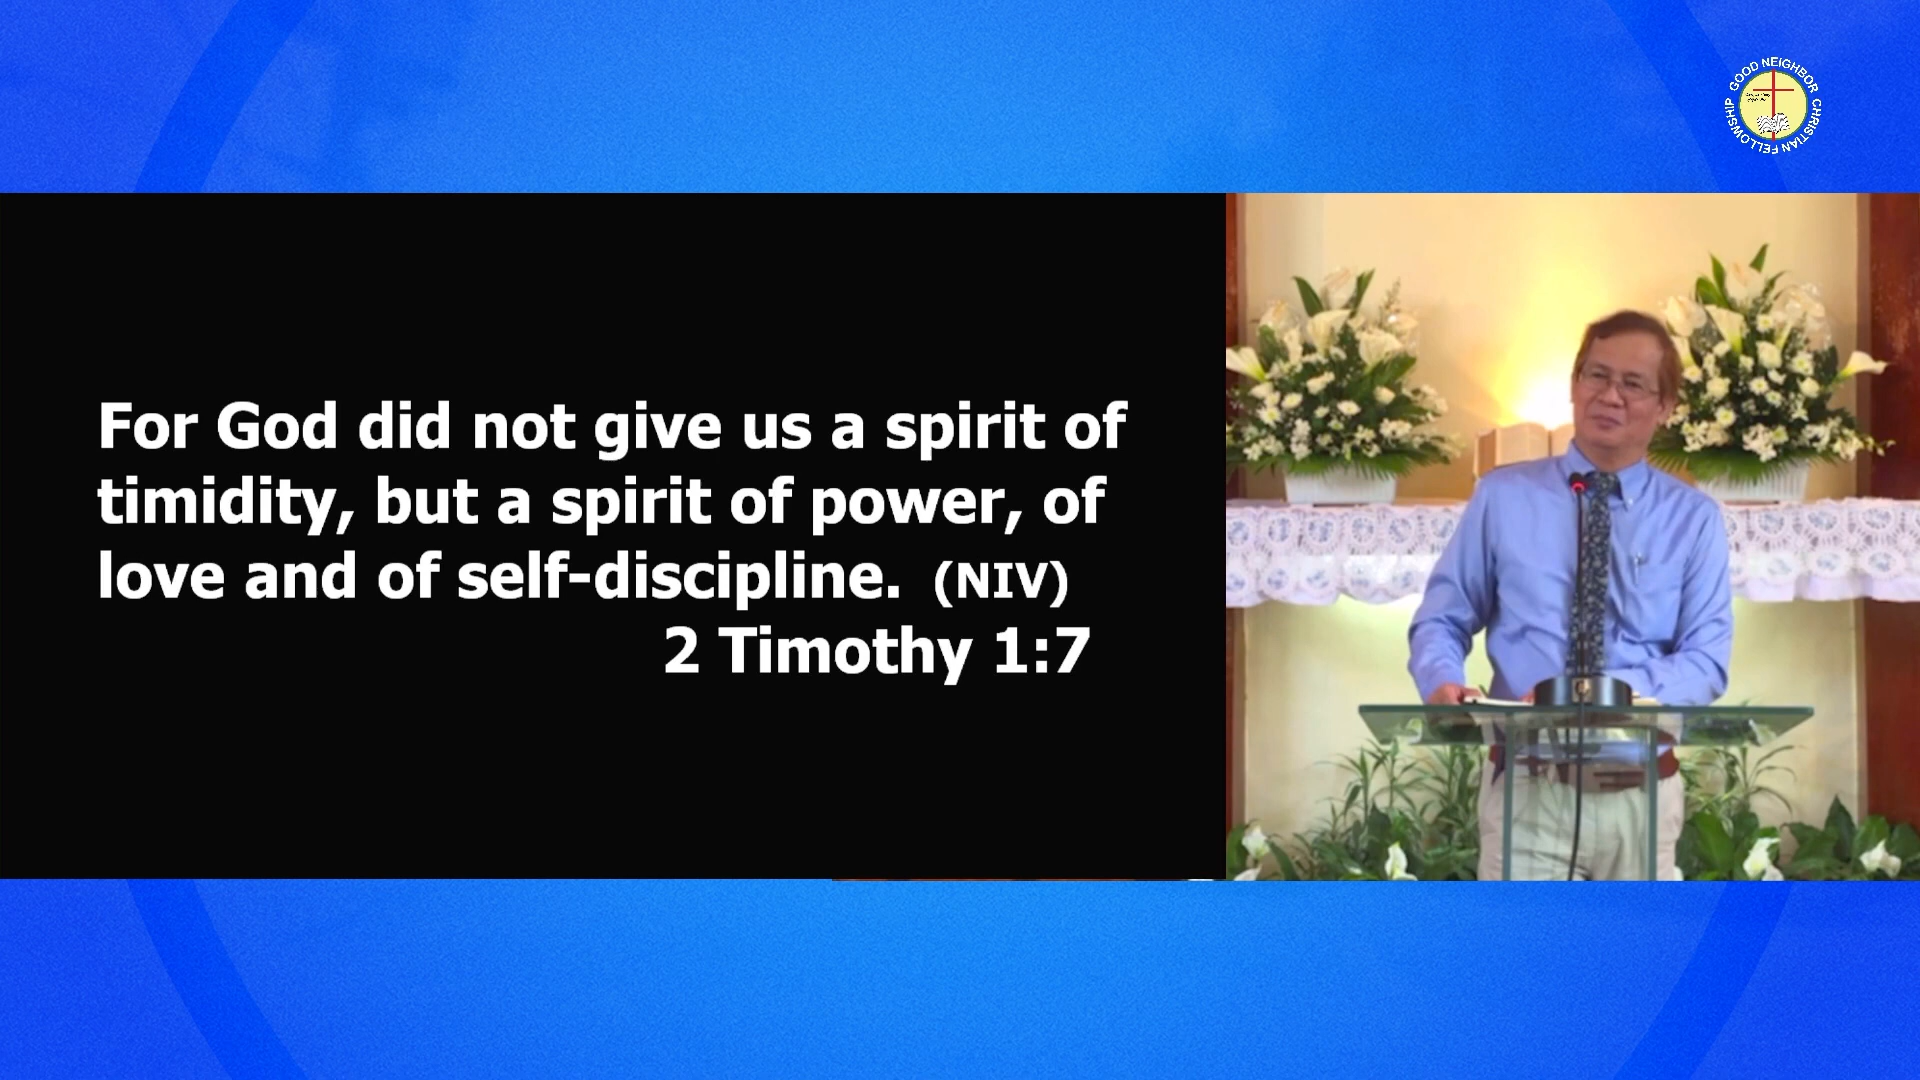 GOOD NEIGHBOR CHRISTIAN FELLOWSHIP
For God did not give us a spirit of
timidity, but a spirit of power, of
love and of self-discipline. (NIV)
2 Timothy 1:7